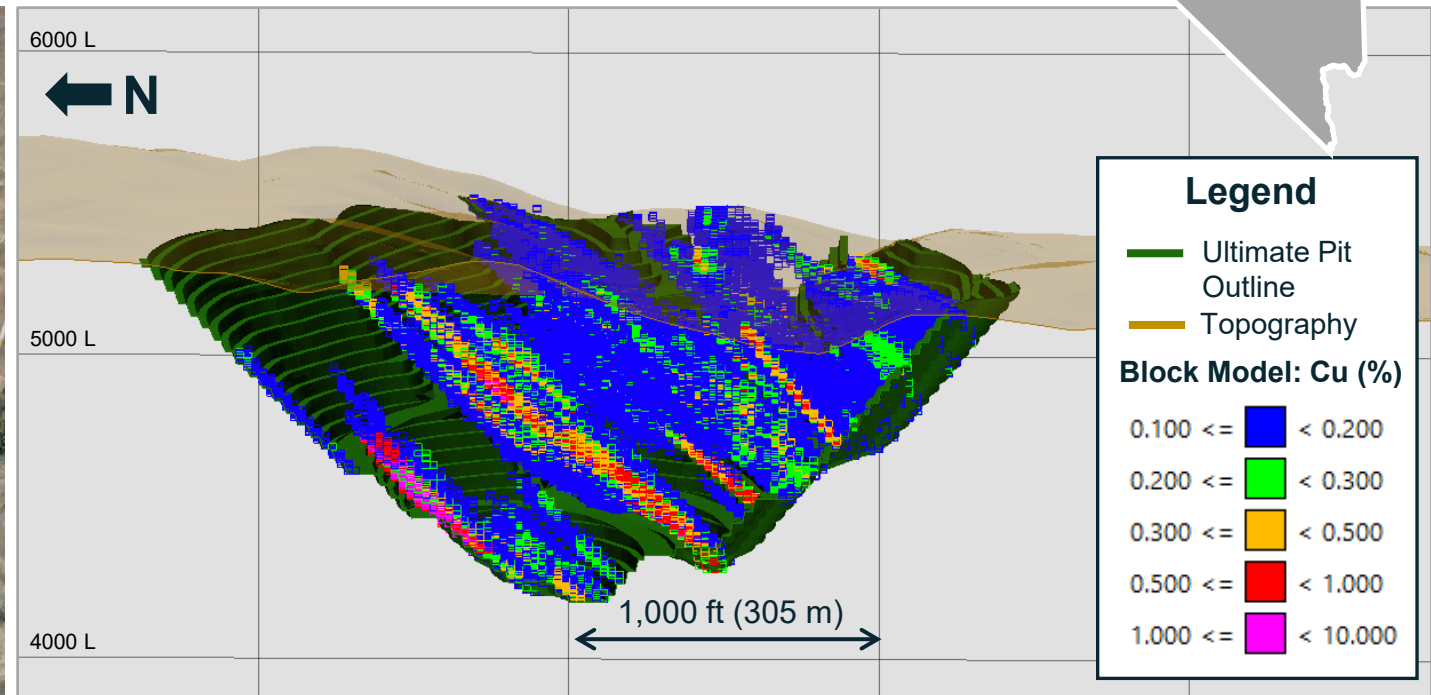 6000 L
N
5000 L
4000 L
1,000 ft (305 m)
Legend
Ultimate Pit
Outline
Topography
Block Model: Cu (%)
0.100 <= < 0.200
0.200 <= < 0.300
0.300 <= < 0.500
0.500 <= < 1.000
1.000 <= < 10.000